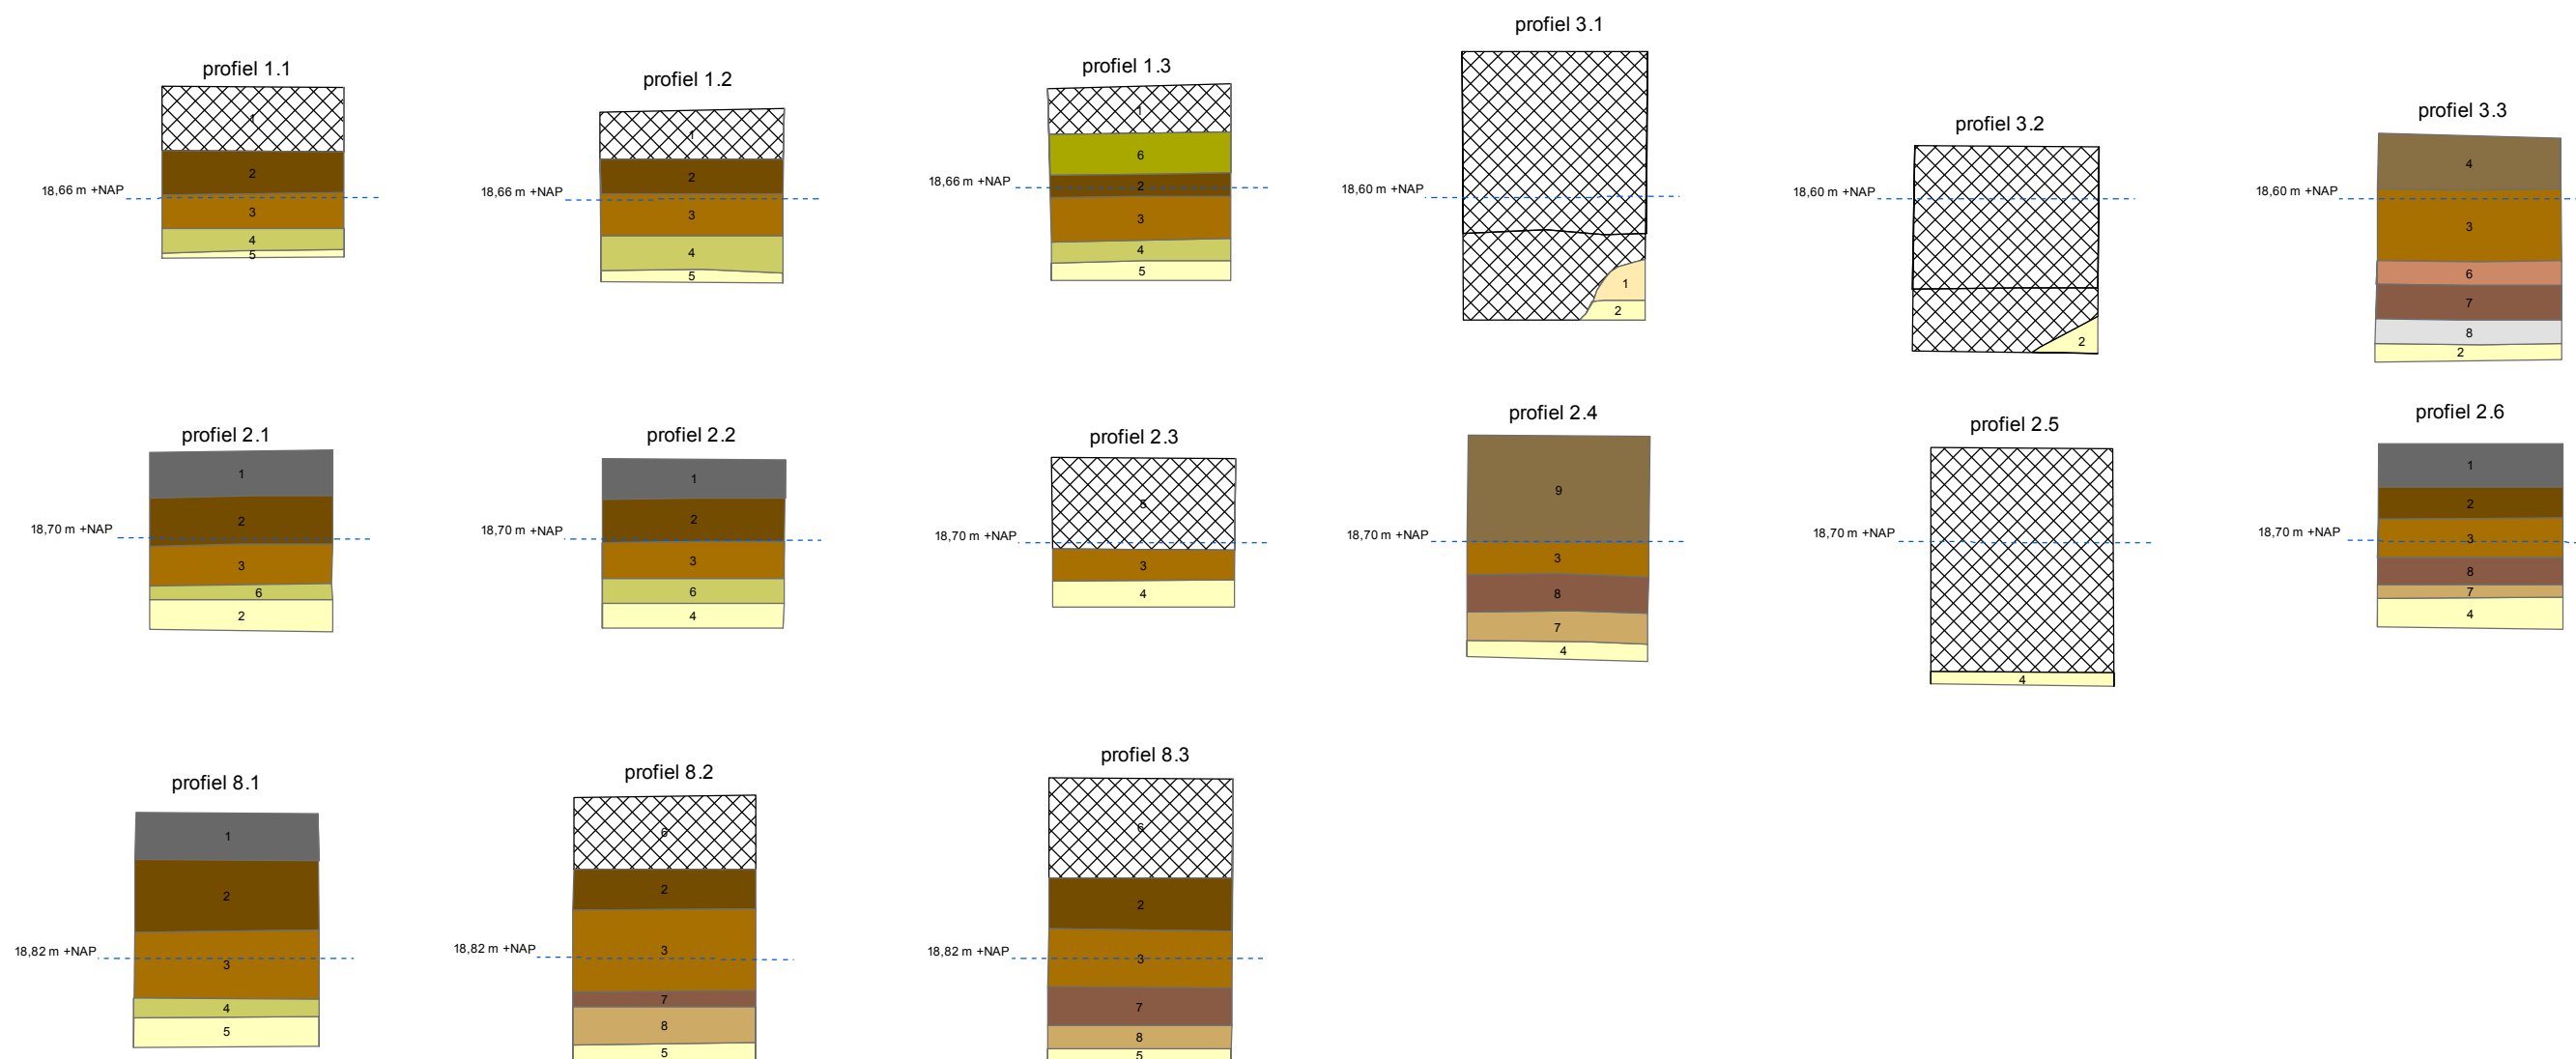 profiel 1.1
1
2
18,66 m +NAP
3
4
5
profiel 1.2
1
2
18,66 m +NAP
3
4
5
profiel 1.3
1
6
18,66 m +NAP
2
3
4
5
profiel 3.1
18,60 m +NAP
1
2
profiel 3.2
18,60 m +NAP
2
profiel 3.3
4
18,60 m +NAP
3
6
7
8
2
profiel 2.1
1
2
18,70 m +NAP
3
6
2
profiel 2.2
1
2
18,70 m +NAP
3
6
4
profiel 2.3
5
18,70 m +NAP
3
4
profiel 2.4
9
18,70 m +NAP
3
8
7
4
profiel 2.5
18,70 m +NAP
4
profiel 2.6
1
2
18,70 m +NAP
3
8
7
4
profiel 8.1
1
2
18,82 m +NAP
3
4
5
profiel 8.2
6
2
18,82 m +NAP
3
7
8
5
profiel 8.3
6
2
18,82 m +NAP
3
7
8
5